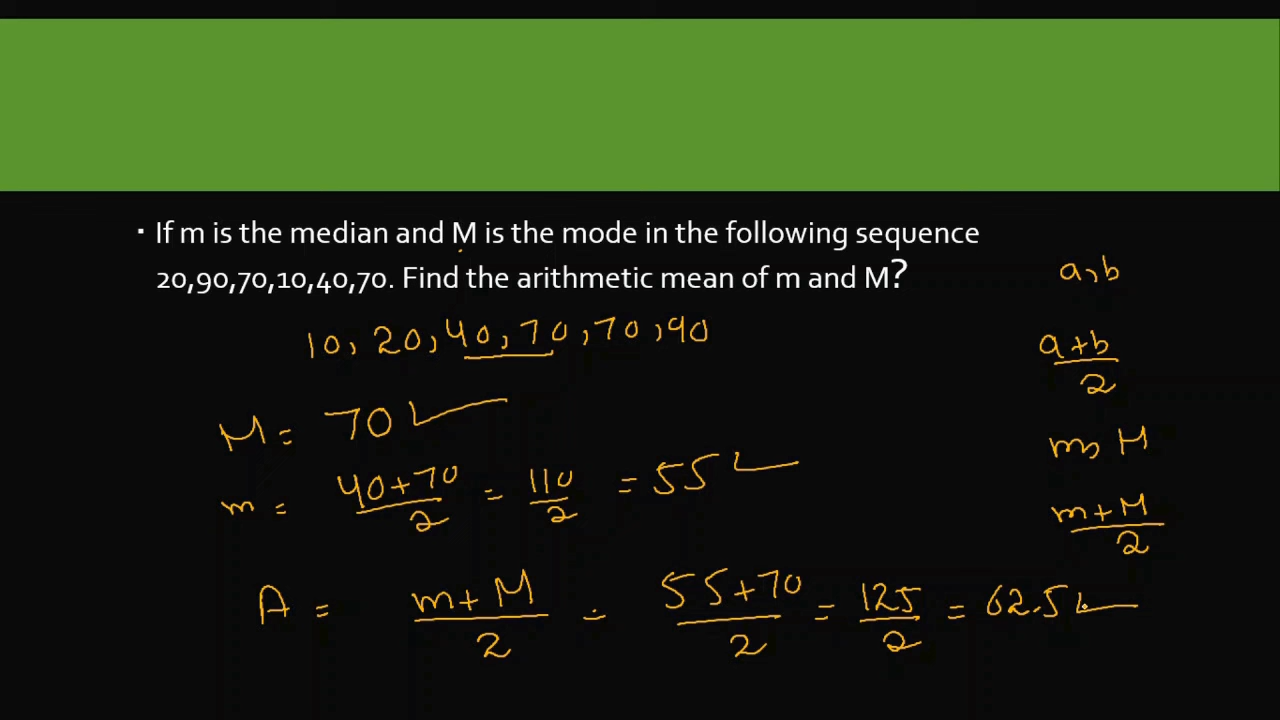 ▪ If m is the median and M is the mode in the following sequence
20,90,70,10,40,70. Find the arithmetic mean of m and M?
a,b
10, 20, 40, 70, 70, 90
a+b
2
M = 70
m, M
m = 40+70/2 = 110/2 = 55
m+M
2
A = m+M/2 = 55+70/2 = 125/2 = 62.5